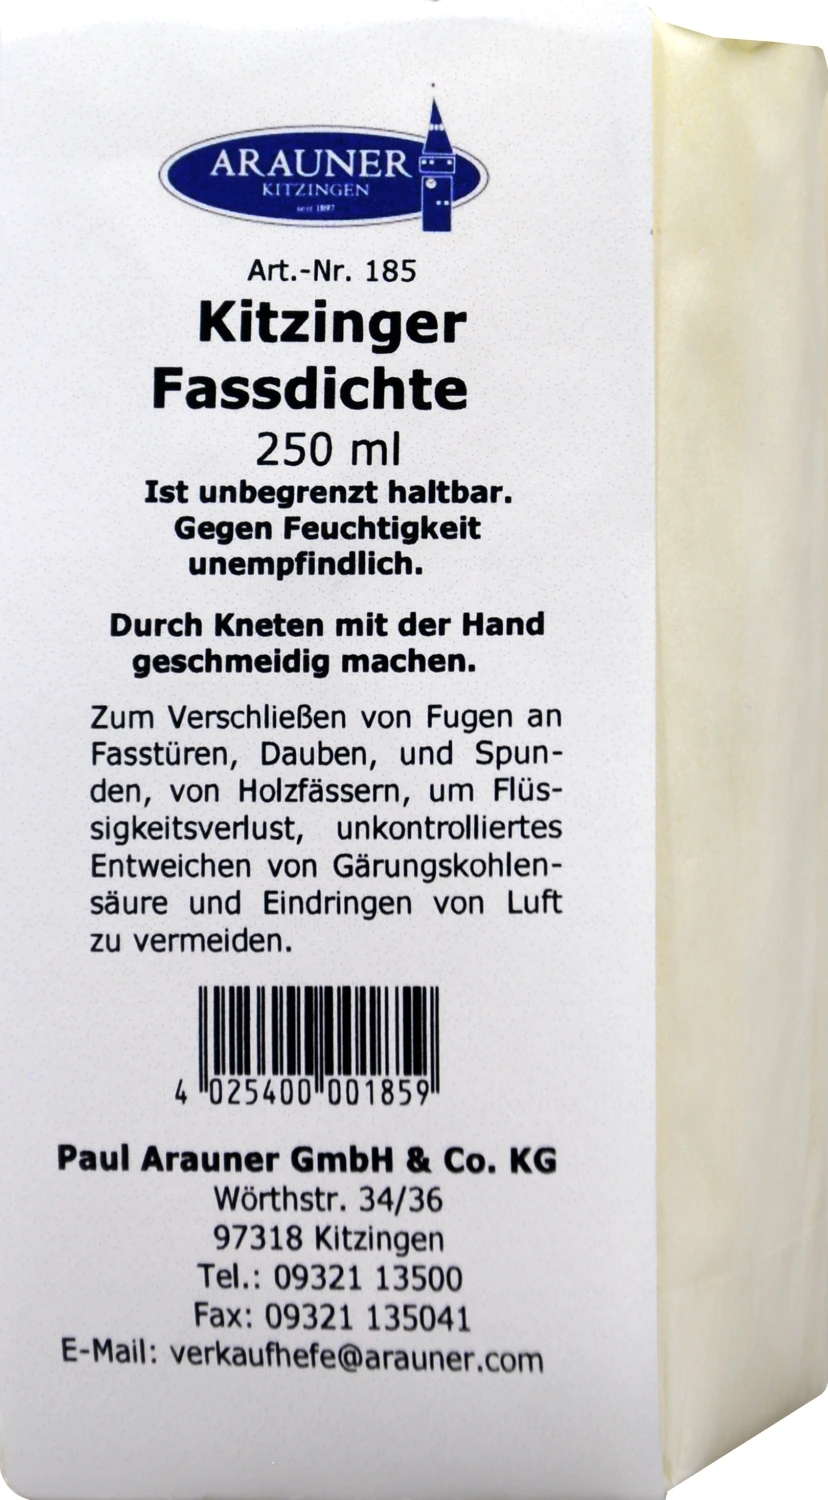 ARAUNER
KITZINGEN
seit 1897
Art.-Nr. 185
Kitzinger
Fassdichte
250 ml
Ist unbegrenzt haltbar.
Gegen Feuchtigkeit
unempfindlich.
Durch Kneten mit der Hand
geschmeidig machen.
Zum Verschließen von Fugen an
Fasstüren, Dauben, und Spun-
den, von Holzfässern, um Flüs-
sigkeitsverlust, unkontrolliertes
Entweichen von Gärungskohlen-
säure und Eindringen von Luft
zu vermeiden.
4 025400 001859
Paul Arauner GmbH & Co. KG
Wörthstr. 34/36
97318 Kitzingen
Tel.: 09321 13500
Fax: 09321 135041
E-Mail: verkaufhefe@arauner.com